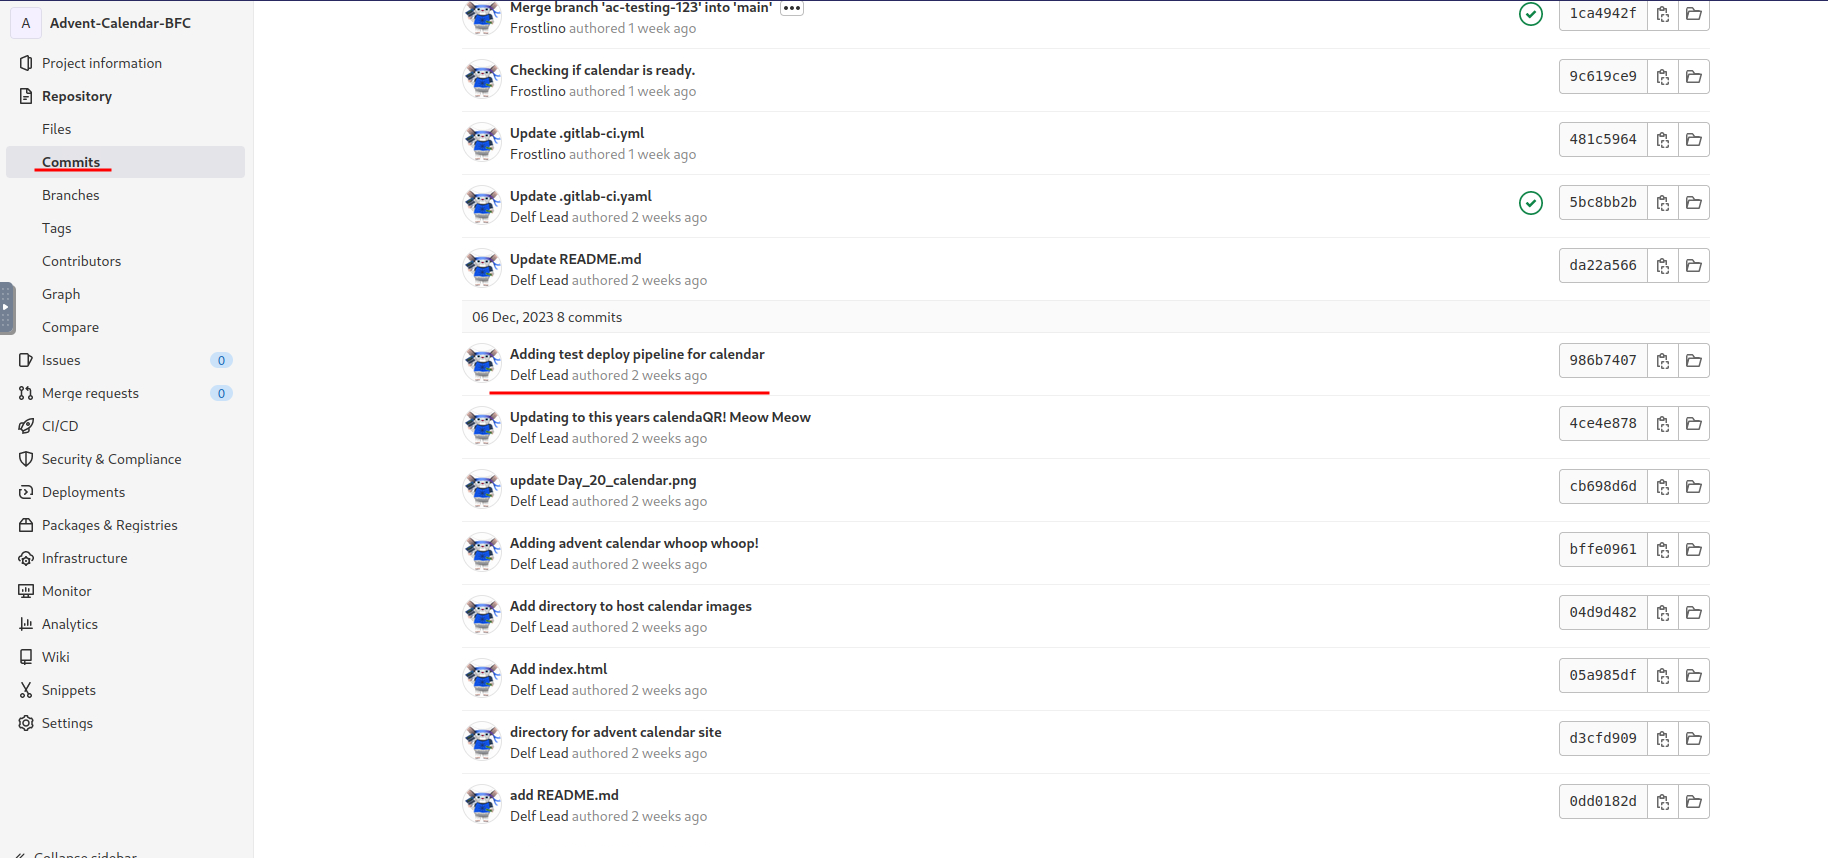 A Advent-Calendar-BFC
Project information
Repository
Files
Commits
Branches
Tags
Contributors
Graph
Compare
Issues 0
Merge requests 0
CI/CD
Security & Compliance
Deployments
Packages & Registries
Infrastructure
Monitor
Analytics
Wiki
Snippets
Settings
Collapse sidebar
Merge branch 'ac-testing-123' into 'main' •••
Frostlino authored 1 week ago
1ca4942f
Checking if calendar is ready.
Frostlino authored 1 week ago
9c619ce9
Update .gitlab-ci.yml
Frostlino authored 1 week ago
481c5964
Update .gitlab-ci.yaml
Delf Lead authored 2 weeks ago
5bc8bb2b
Update README.md
Delf Lead authored 2 weeks ago
da22a566
06 Dec, 2023 8 commits
Adding test deploy pipeline for calendar
Delf Lead authored 2 weeks ago
986b7407
Updating to this years calendaQR! Meow Meow
Delf Lead authored 2 weeks ago
4ce4e878
update Day_20_calendar.png
Delf Lead authored 2 weeks ago
cb698d6d
Adding advent calendar whoop whoop!
Delf Lead authored 2 weeks ago
bffe0961
Add directory to host calendar images
Delf Lead authored 2 weeks ago
04d9d482
Add index.html
Delf Lead authored 2 weeks ago
05a985df
directory for advent calendar site
Delf Lead authored 2 weeks ago
d3cfd909
add README.md
Delf Lead authored 2 weeks ago
0dd0182d